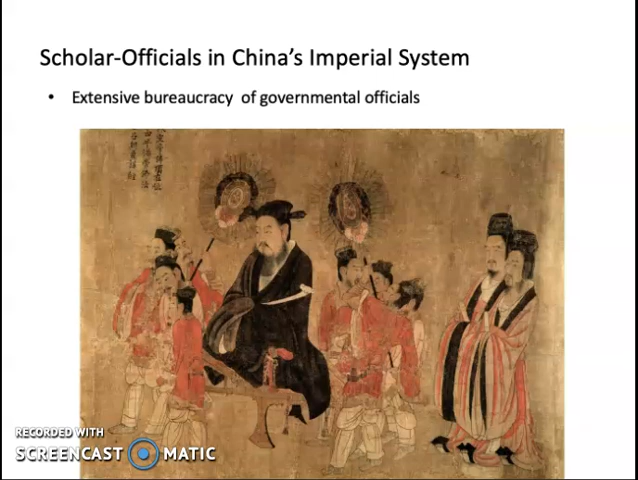 Scholar-Officials in China's Imperial System
• Extensive bureaucracy of governmental officials
RECORDED WITH
SCREENCAST MATIC